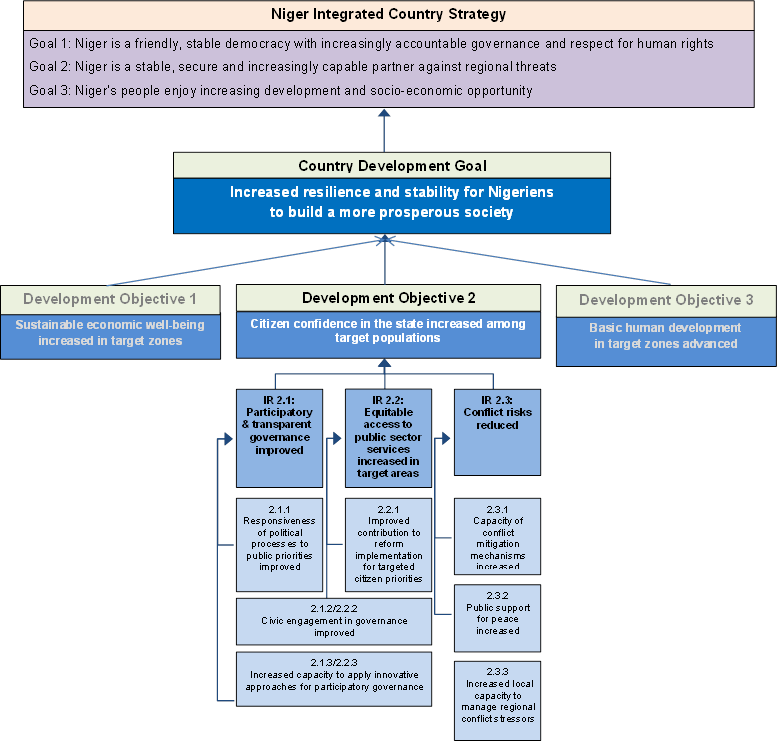 Niger Integrated Country Strategy
Goal 1: Niger is a friendly, stable democracy with increasingly accountable governance and respect for human rights
Goal 2: Niger is a stable, secure and increasingly capable partner against regional threats
Goal 3: Niger's people enjoy increasing development and socio-economic opportunity
Country Development Goal
Increased resilience and stability for Nigeriens
to build a more prosperous society
Development Objective 1
Sustainable economic well-being
increased in target zones
Development Objective 2
Citizen confidence in the state increased among
target populations
Development Objective 3
Basic human development
in target zones advanced
IR 2.1:
Participatory
& transparent
governance
improved
IR 2.2:
Equitable
access to
public sector
services
increased in
target areas
IR 2.3:
Conflict risks
reduced
2.1.1
Responsiveness
of political
processes to
public priorities
improved
2.2.1
Improved
contribution to
reform
implementation
for targeted
citizen priorities
2.3.1
Capacity of
conflict
mitigation
mechanisms
increased
2.1.2/2.2.2
Civic engagement in governance
improved
2.3.2
Public support
for peace
increased
2.1.3/2.2.3
Increased capacity to apply innovative
approaches for participatory governance
2.3.3
Increased local
capacity to
manage regional
conflict stressors